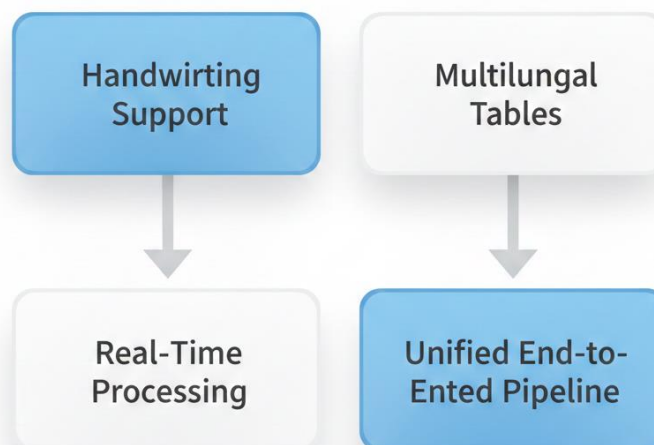 Handwirting
Support
Multilungal
Tables
Real-Time
Processing
Unified End-to-
Ented Pipeline